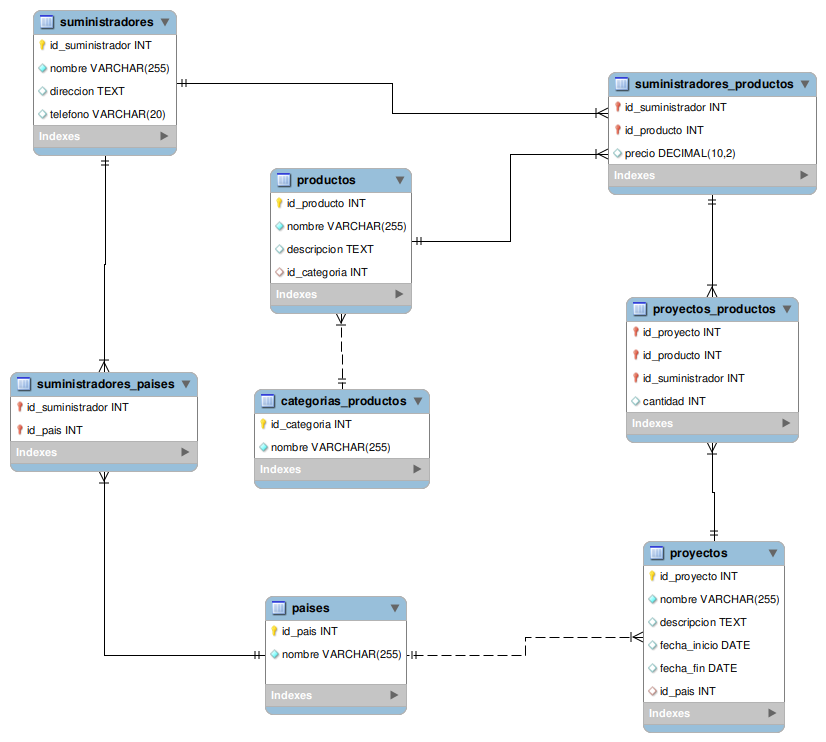 suministradores
id_suministrador INT
nombre VARCHAR(255)
direccion TEXT
telefono VARCHAR(20)
Indexes
suministradores_productos
id_suministrador INT
id_producto INT
precio DECIMAL(10,2)
Indexes
productos
id_producto INT
nombre VARCHAR(255)
descripcion TEXT
id_categoria INT
Indexes
proyectos_productos
id_proyecto INT
id_producto INT
id_suministrador INT
cantidad INT
Indexes
suministradores_paises
id_suministrador INT
id_pais INT
Indexes
categorias_productos
id_categoria INT
nombre VARCHAR(255)
Indexes
proyectos
id_proyecto INT
nombre VARCHAR(255)
descripcion TEXT
fecha_inicio DATE
fecha_fin DATE
id_pais INT
Indexes
paises
id_pais INT
nombre VARCHAR(255)
Indexes